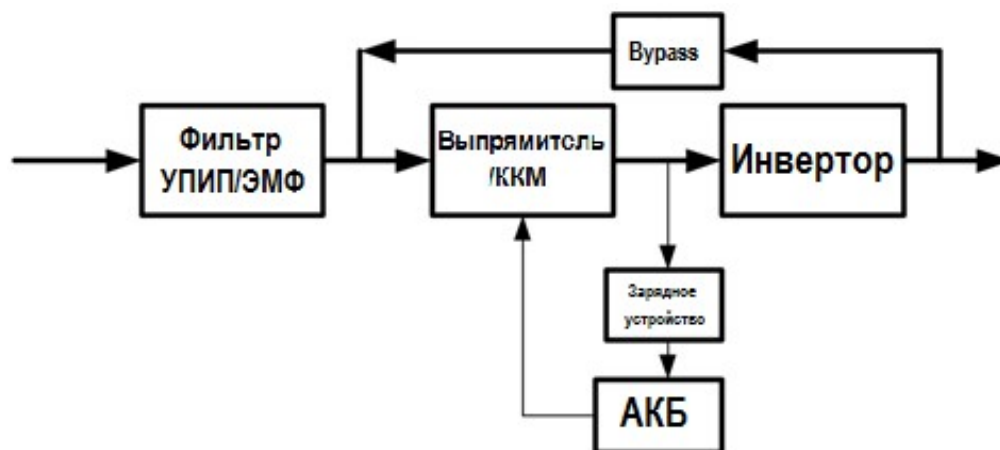 Bypass
Фильтр
УПИП/ЭМФ
Выпрямитель
/ККМ
Инвертор
Зарядное
устройство
АКБ